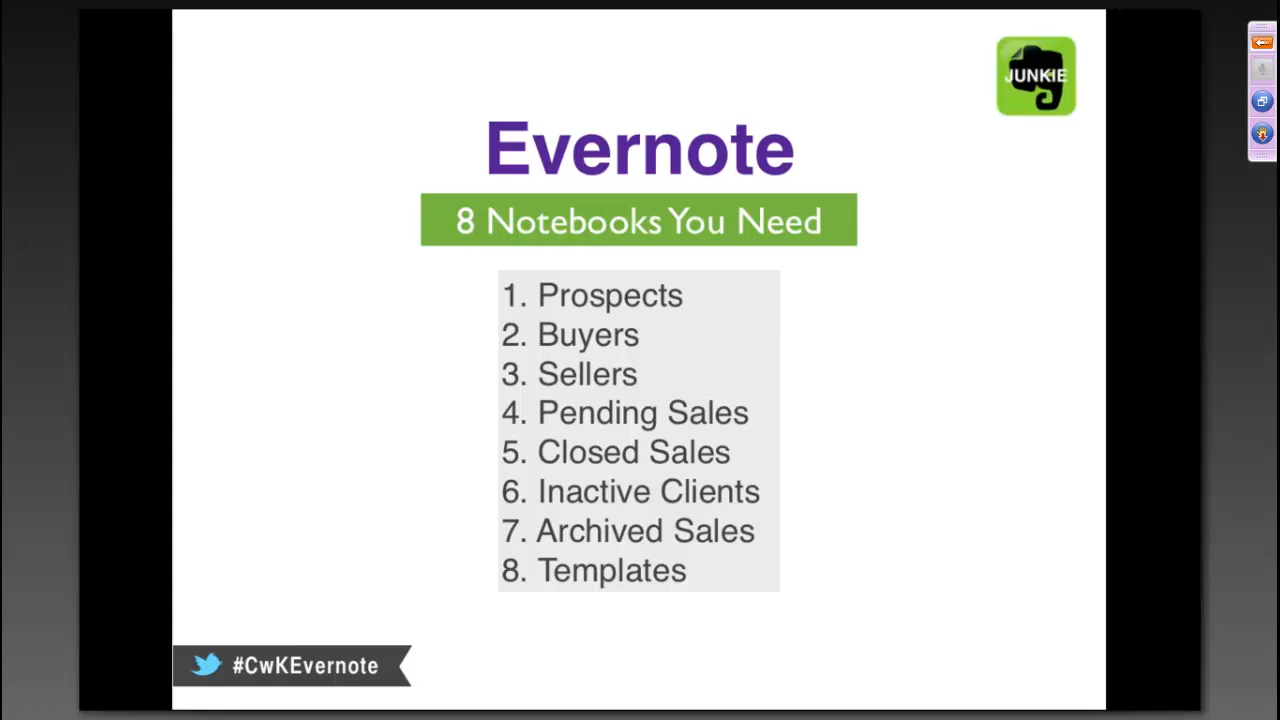 JUNKIE
Evernote
8 Notebooks You Need
1. Prospects
2. Buyers
3. Sellers
4. Pending Sales
5. Closed Sales
6. Inactive Clients
7. Archived Sales
8. Templates
#CwKEvernote